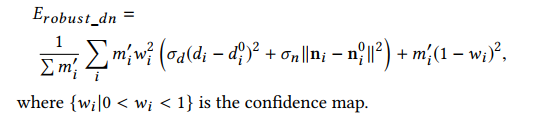 E_{robust\_dn} =
\frac{1}{\sum m'_i} \sum_i m'_i w_i^2 \left( \sigma_d (d_i - d_i^0)^2 + \sigma_n \| \mathbf{n}_i - \mathbf{n}_i^0 \|^2 \right) + m'_i (1 - w_i)^2,
where {w_i|0 < w_i < 1} is the confidence map.